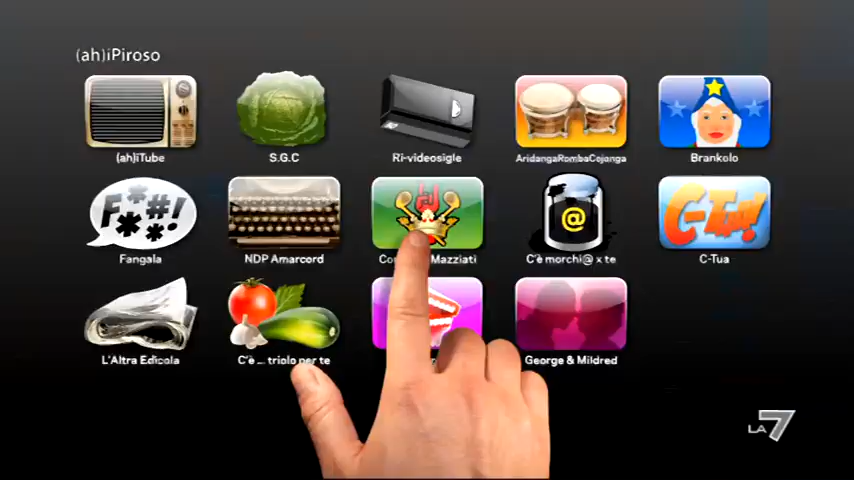 (ah)iPiroso
(ah)iTube
S.G.C
Ri-videosigle
AridangaRombaCojanga
Brankolo
F**#!
C-Tua!
@
Fangala
NDP Amarcord
Mazziati
C'è morchi@ x te
C-Tua
L'Altra Edicola
C'è ... triolo per te
George & Mildred
LA7